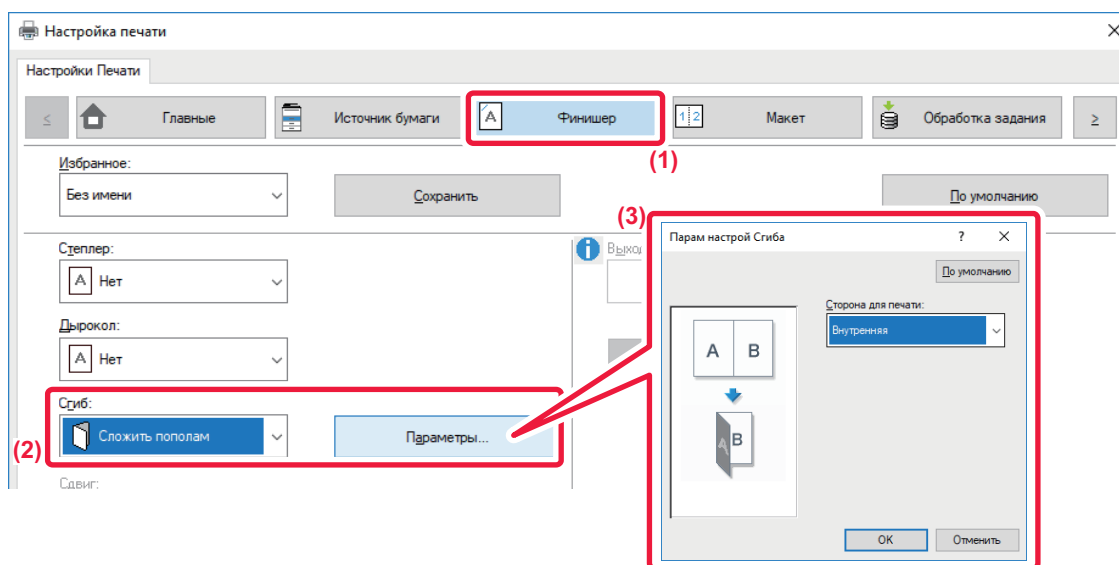 Настройка печати
Настройки Печати
< Главные Источник бумаги A Финишер 1 2 Макет Обработка задания >
(1)
Избранное:
Без имени Сохранить По умолчанию
Степлер:
A Нет
Дырокол:
A Нет
Сгиб:
(2) Сложить пополам Параметры...
Сдвиг:
(3)
Парам настрой Сгиба ?
По умолчанию
Сторона для печати:
Внутренняя
A B
A B
OK Отменить